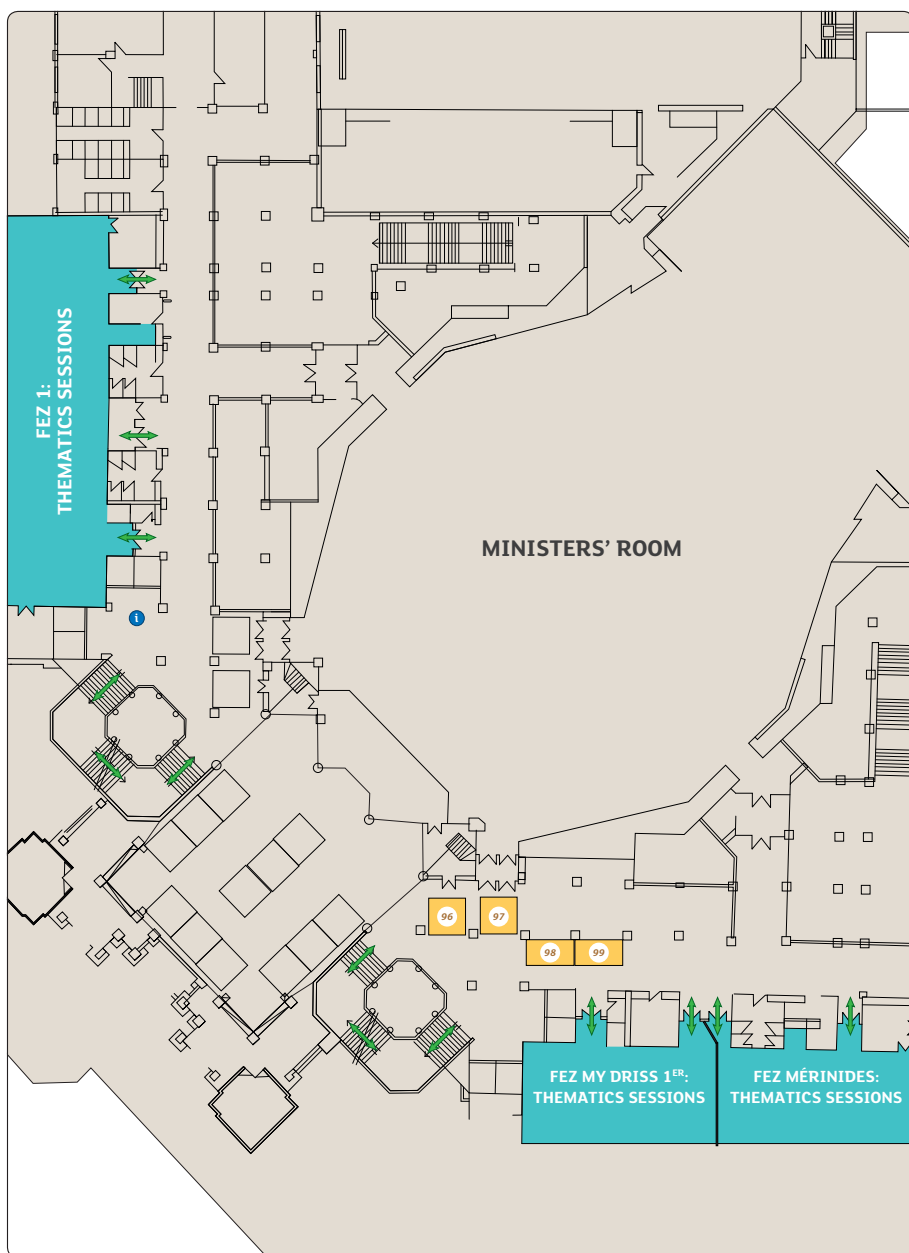 FEZ 1:
THEMATICS SESSIONS
MINISTERS’ ROOM
i
96
97
98
99
FEZ MY DRISS 1ER:
THEMATICS SESSIONS
FEZ MÉRINIDES:
THEMATICS SESSIONS